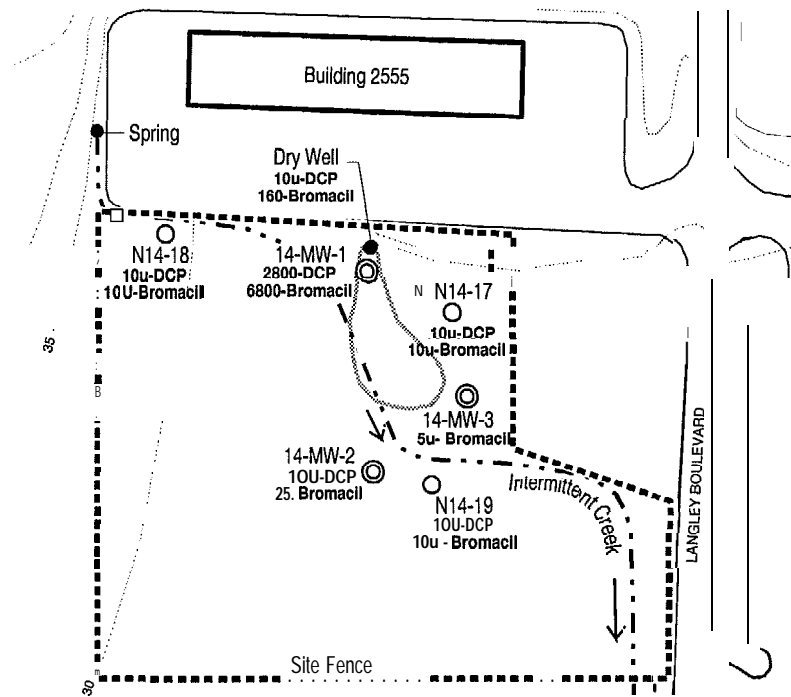 Building 2555
Spring
Dry Well
10u-DCP
160-Bromacil
N14-18
10u-DCP
10U-Bromacil
14-MW-1
2800-DCP
6800-Bromacil
N
N14-17
10u-DCP
10u-Bromacil
35
B
14-MW-3
5u- Bromacil
14-MW-2
10U-DCP
25. Bromacil
N14-19
10U-DCP
10u - Bromacil
Intermittent Creek
LANGLEY BOULEVARD
Site Fence
30